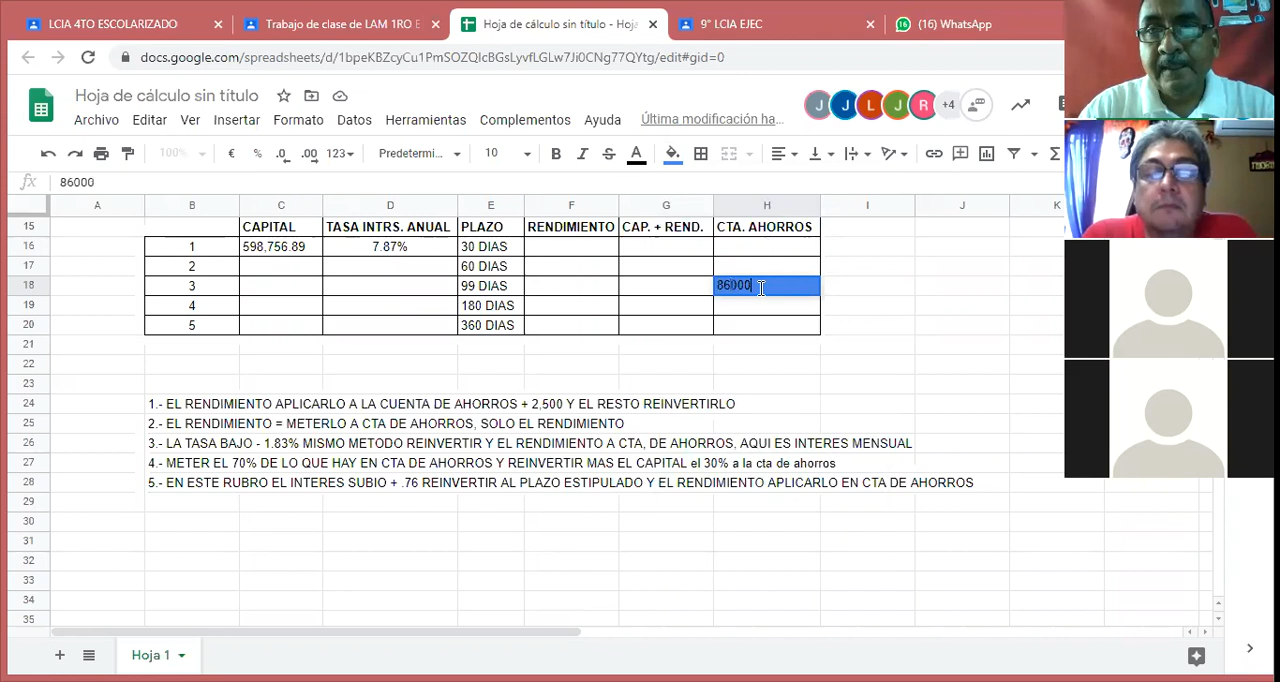 LCIA 4TO ESCOLARIZADO
Trabajo de clase de LAM 1RO E
Hoja de cálculo sin título - Hoja
9° LCIA EJEC
(16) WhatsApp
docs.google.com/spreadsheets/d/1bpeKBZcyCu1PmSOZQIcBGsLyvfLGLw7Ji0CNg77QYtg/edit#gid=0
Hoja de cálculo sin título
J J L J R +4
Archivo Editar Ver Insertar Formato Datos Herramientas Complementos Ayuda Última modificación ha...
100% € % .0 .00 123 Predetermi... 10 B I S A Σ
fx 86000
A B C D E F G H I J K
15 CAPITAL TASA INTRS. ANUAL PLAZO RENDIMIENTO CAP. + REND. CTA. AHORROS
16 1 598,756.89 7.87% 30 DIAS
17 2 60 DIAS
18 3 99 DIAS 86000
19 4 180 DIAS
20 5 360 DIAS
21
22
23
24 1.- EL RENDIMIENTO APLICARLO A LA CUENTA DE AHORROS + 2,500 Y EL RESTO REINVERTIRLO
25 2.- EL RENDIMIENTO = METERLO A CTA DE AHORROS, SOLO EL RENDIMIENTO
26 3.- LA TASA BAJO - 1.83% MISMO METODO REINVERTIR Y EL RENDIMIENTO A CTA, DE AHORROS, AQUI ES INTERES MENSUAL
27 4.- METER EL 70% DE LO QUE HAY EN CTA DE AHORROS Y REINVERTIR MAS EL CAPITAL el 30% a la cta de ahorros
28 5.- EN ESTE RUBRO EL INTERES SUBIO + .76 REINVERTIR AL PLAZO ESTIPULADO Y EL RENDIMIENTO APLICARLO EN CTA DE AHORROS
29
30
31
32
33
34
35
Hoja 1